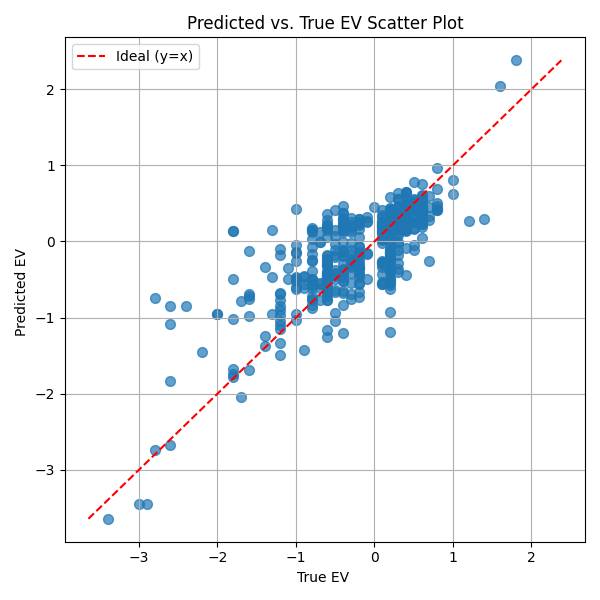 Predicted vs. True EV Scatter Plot
Ideal (y=x)
Predicted EV
2
1
0
−1
−2
−3
−3 −2 −1 0 1 2
True EV